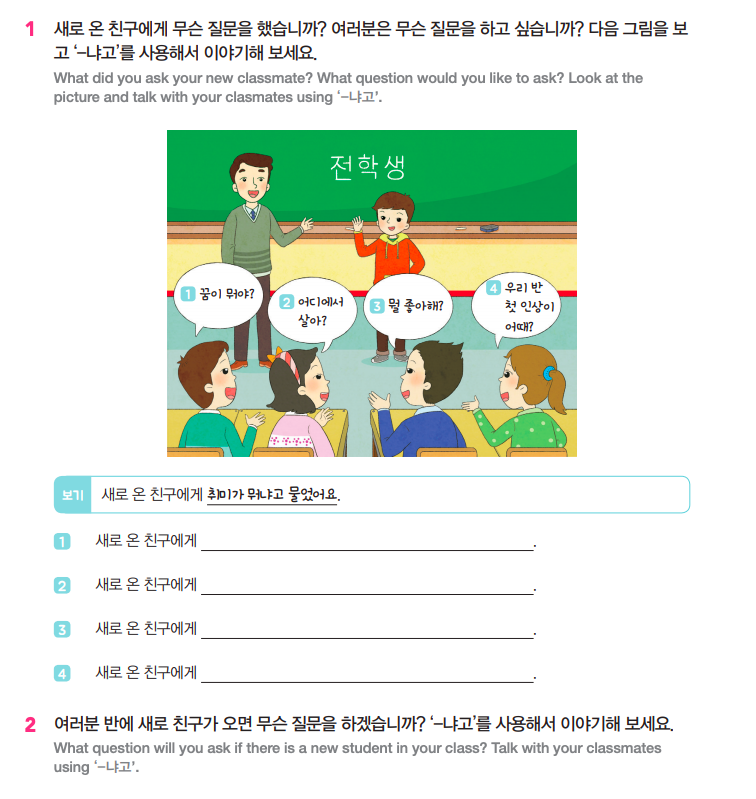 1 새로 온 친구에게 무슨 질문을 했습니까? 여러분은 무슨 질문을 하고 싶습니까? 다음 그림을 보
고 ‘–냐고’를 사용해서 이야기해 보세요.
What did you ask your new classmate? What question would you like to ask? Look at the
picture and talk with your clasmates using ‘–냐고’.
전학생
1 꿈이 뭐야?
2 어디에서
살아?
3 뭘 좋아해?
4 우리 반
첫 인상이
어때?
보기 새로 온 친구에게 취미가 뭐냐고 물었어요.
1 새로 온 친구에게 .
2 새로 온 친구에게 .
3 새로 온 친구에게 .
4 새로 온 친구에게 .
2 여러분 반에 새로 친구가 오면 무슨 질문을 하겠습니까? ‘–냐고’를 사용해서 이야기해 보세요.
What question will you ask if there is a new student in your class? Talk with your classmates
using ‘–냐고’.